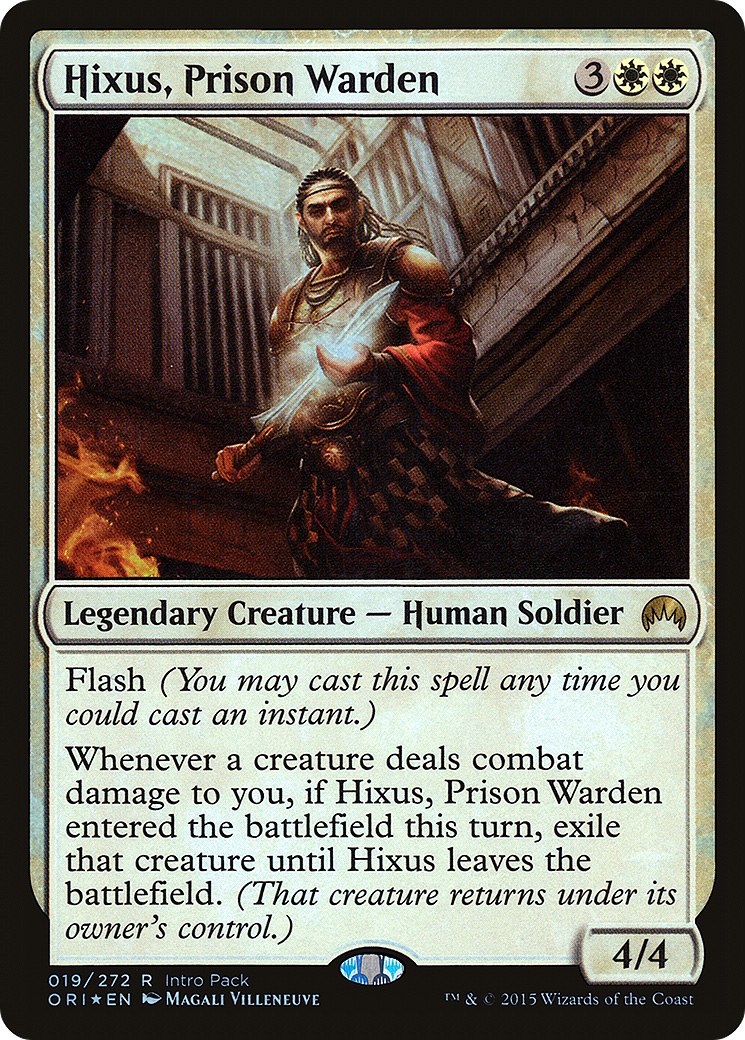 Hixus, Prison Warden 3
Legendary Creature — Human Soldier
Flash (You may cast this spell any time you
could cast an instant.)
Whenever a creature deals combat
damage to you, if Hixus, Prison Warden
entered the battlefield this turn, exile
that creature until Hixus leaves the
battlefield. (That creature returns under its
owner's control.)
4/4
019/272 R Intro Pack
ORI★EN Magali Villeneuve
™ & © 2015 Wizards of the Coast